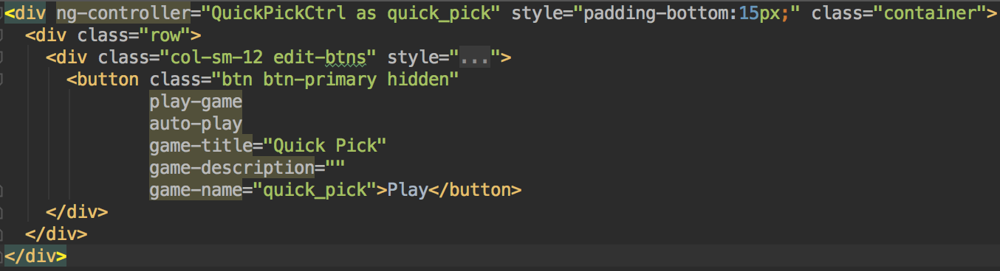 <div ng-controller="QuickPickCtrl as quick_pick" style="padding-bottom:15px;" class="container">
<div class="row">
<div class="col-sm-12 edit-btns" style="...">
<button class="btn btn-primary hidden"
play-game
auto-play
game-title="Quick Pick"
game-description=""
game-name="quick_pick">Play</button>
</div>
</div>
</div>